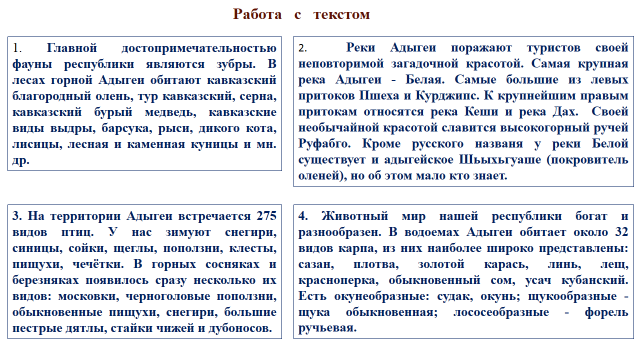 Работа с текстом
1. Главной достопримечательностью
фауны республики являются зубры. В
лесах горной Адыгеи обитают кавказский
благородный олень, тур кавказский, серна,
кавказский бурый медведь, кавказские
виды выдры, барсука, рыси, дикого кота,
лисицы, лесная и каменная куницы и мн.
др.
2. Реки Адыгеи поражают туристов своей
неповторимой загадочной красотой. Самая крупная
река Адыгеи - Белая. Самые большие из левых
притоков Пшеха и Курджипс. К крупнейшим правым
притокам относятся река Кеши и река Дах. Своей
необычайной красотой славится высокогорный ручей
Руфабго. Кроме русского названя у реки Белой
существует и адыгейское Шьыхьгуаше (покровитель
оленей), но об этом мало кто знает.
3. На территории Адыгеи встречается 275
видов птиц. У нас зимуют снегири,
синицы, сойки, щеглы, поползни, клесты,
пищухи, чечётки. В горных сосняках и
березняках появилось сразу несколько их
видов: московки, черноголовые поползни,
обыкновенные пищухи, снегири, большие
пестрые дятлы, стайки чижей и дубоносов.
4. Животный мир нашей республики богат и
разнообразен. В водоемах Адыгеи обитает около 32
видов карпа, из них наиболее широко представлены:
сазан, плотва, золотой карась, линь, лещ,
красноперка, обыкновенный сом, усач кубанский.
Есть окунеобразные: судак, окунь; щукообразные -
щука обыкновенная; лососеобразные - форель
ручьевая.